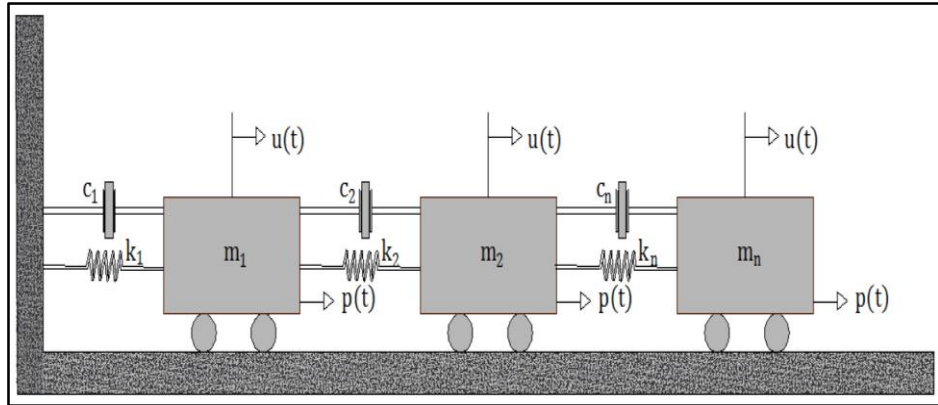 u(t) u(t) u(t)
c₁ c₂ cₙ
k₁ m₁ k₂ m₂ kₙ mₙ
p(t) p(t) p(t)